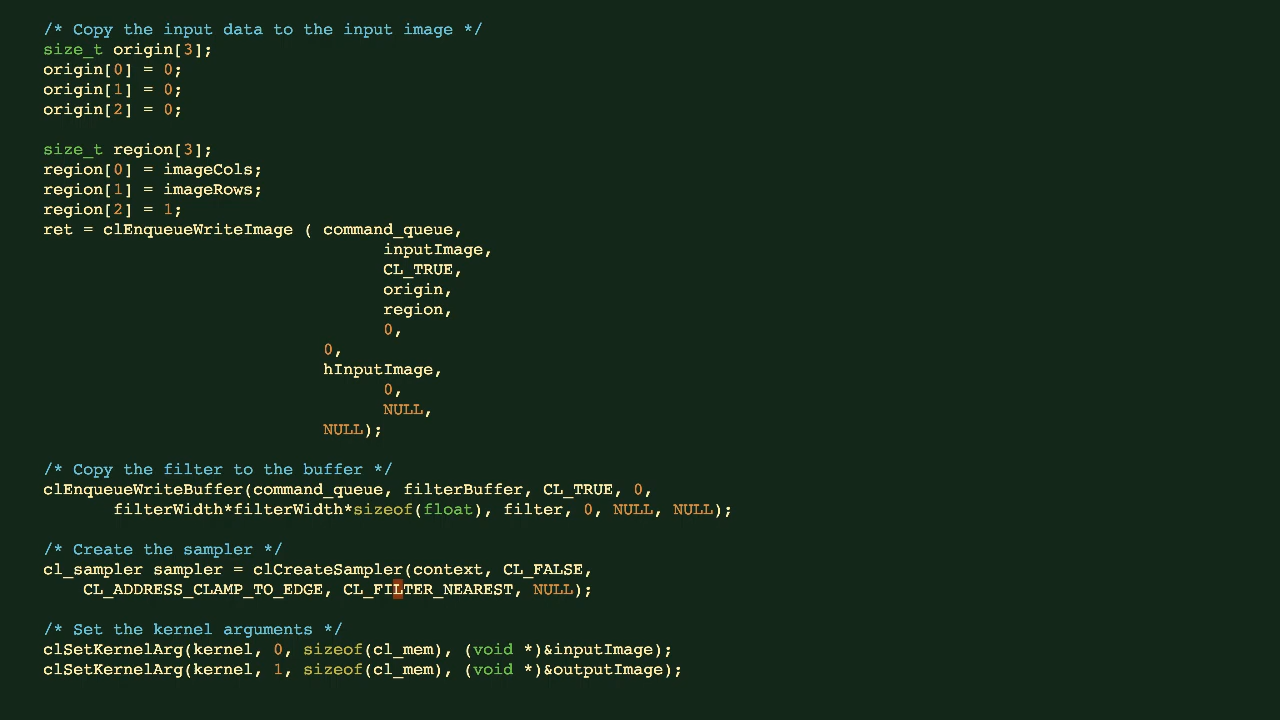 /* Copy the input data to the input image */
size_t origin[3];
origin[0] = 0;
origin[1] = 0;
origin[2] = 0;
size_t region[3];
region[0] = imageCols;
region[1] = imageRows;
region[2] = 1;
ret = clEnqueueWriteImage ( command_queue,
inputImage,
CL_TRUE,
origin,
region,
0,
0,
hInputImage,
0,
NULL,
NULL);
/* Copy the filter to the buffer */
clEnqueueWriteBuffer(command_queue, filterBuffer, CL_TRUE, 0,
filterWidth*filterWidth*sizeof(float), filter, 0, NULL, NULL);
/* Create the sampler */
cl_sampler sampler = clCreateSampler(context, CL_FALSE,
CL_ADDRESS_CLAMP_TO_EDGE, CL_FILTER_NEAREST, NULL);
/* Set the kernel arguments */
clSetKernelArg(kernel, 0, sizeof(cl_mem), (void *)&inputImage);
clSetKernelArg(kernel, 1, sizeof(cl_mem), (void *)&outputImage);